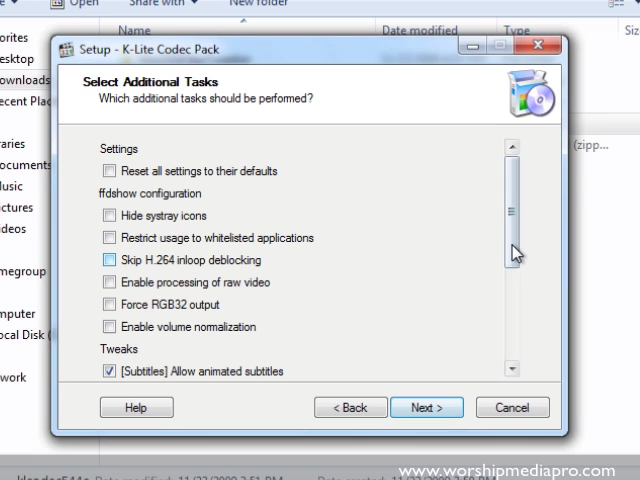 Open
Share with
New folder
Date modified
Type
Setup - K-Lite Codec Pack
Select Additional Tasks
Which additional tasks should be performed?
Settings
Reset all settings to their defaults
ffdshow configuration
Hide systray icons
Restrict usage to whitelisted applications
Skip H.264 inloop deblocking
Enable processing of raw video
Force RGB32 output
Enable volume normalization
Tweaks
[Subtitles] Allow animated subtitles
Help
< Back
Next >
Cancel
orites
esktop
ownloads
ecent Plac
aries
ocuments
usic
ictures
ideos
megroup
mputer
ocal Disk (
work
(zipp...
www.worshipmediapro.com